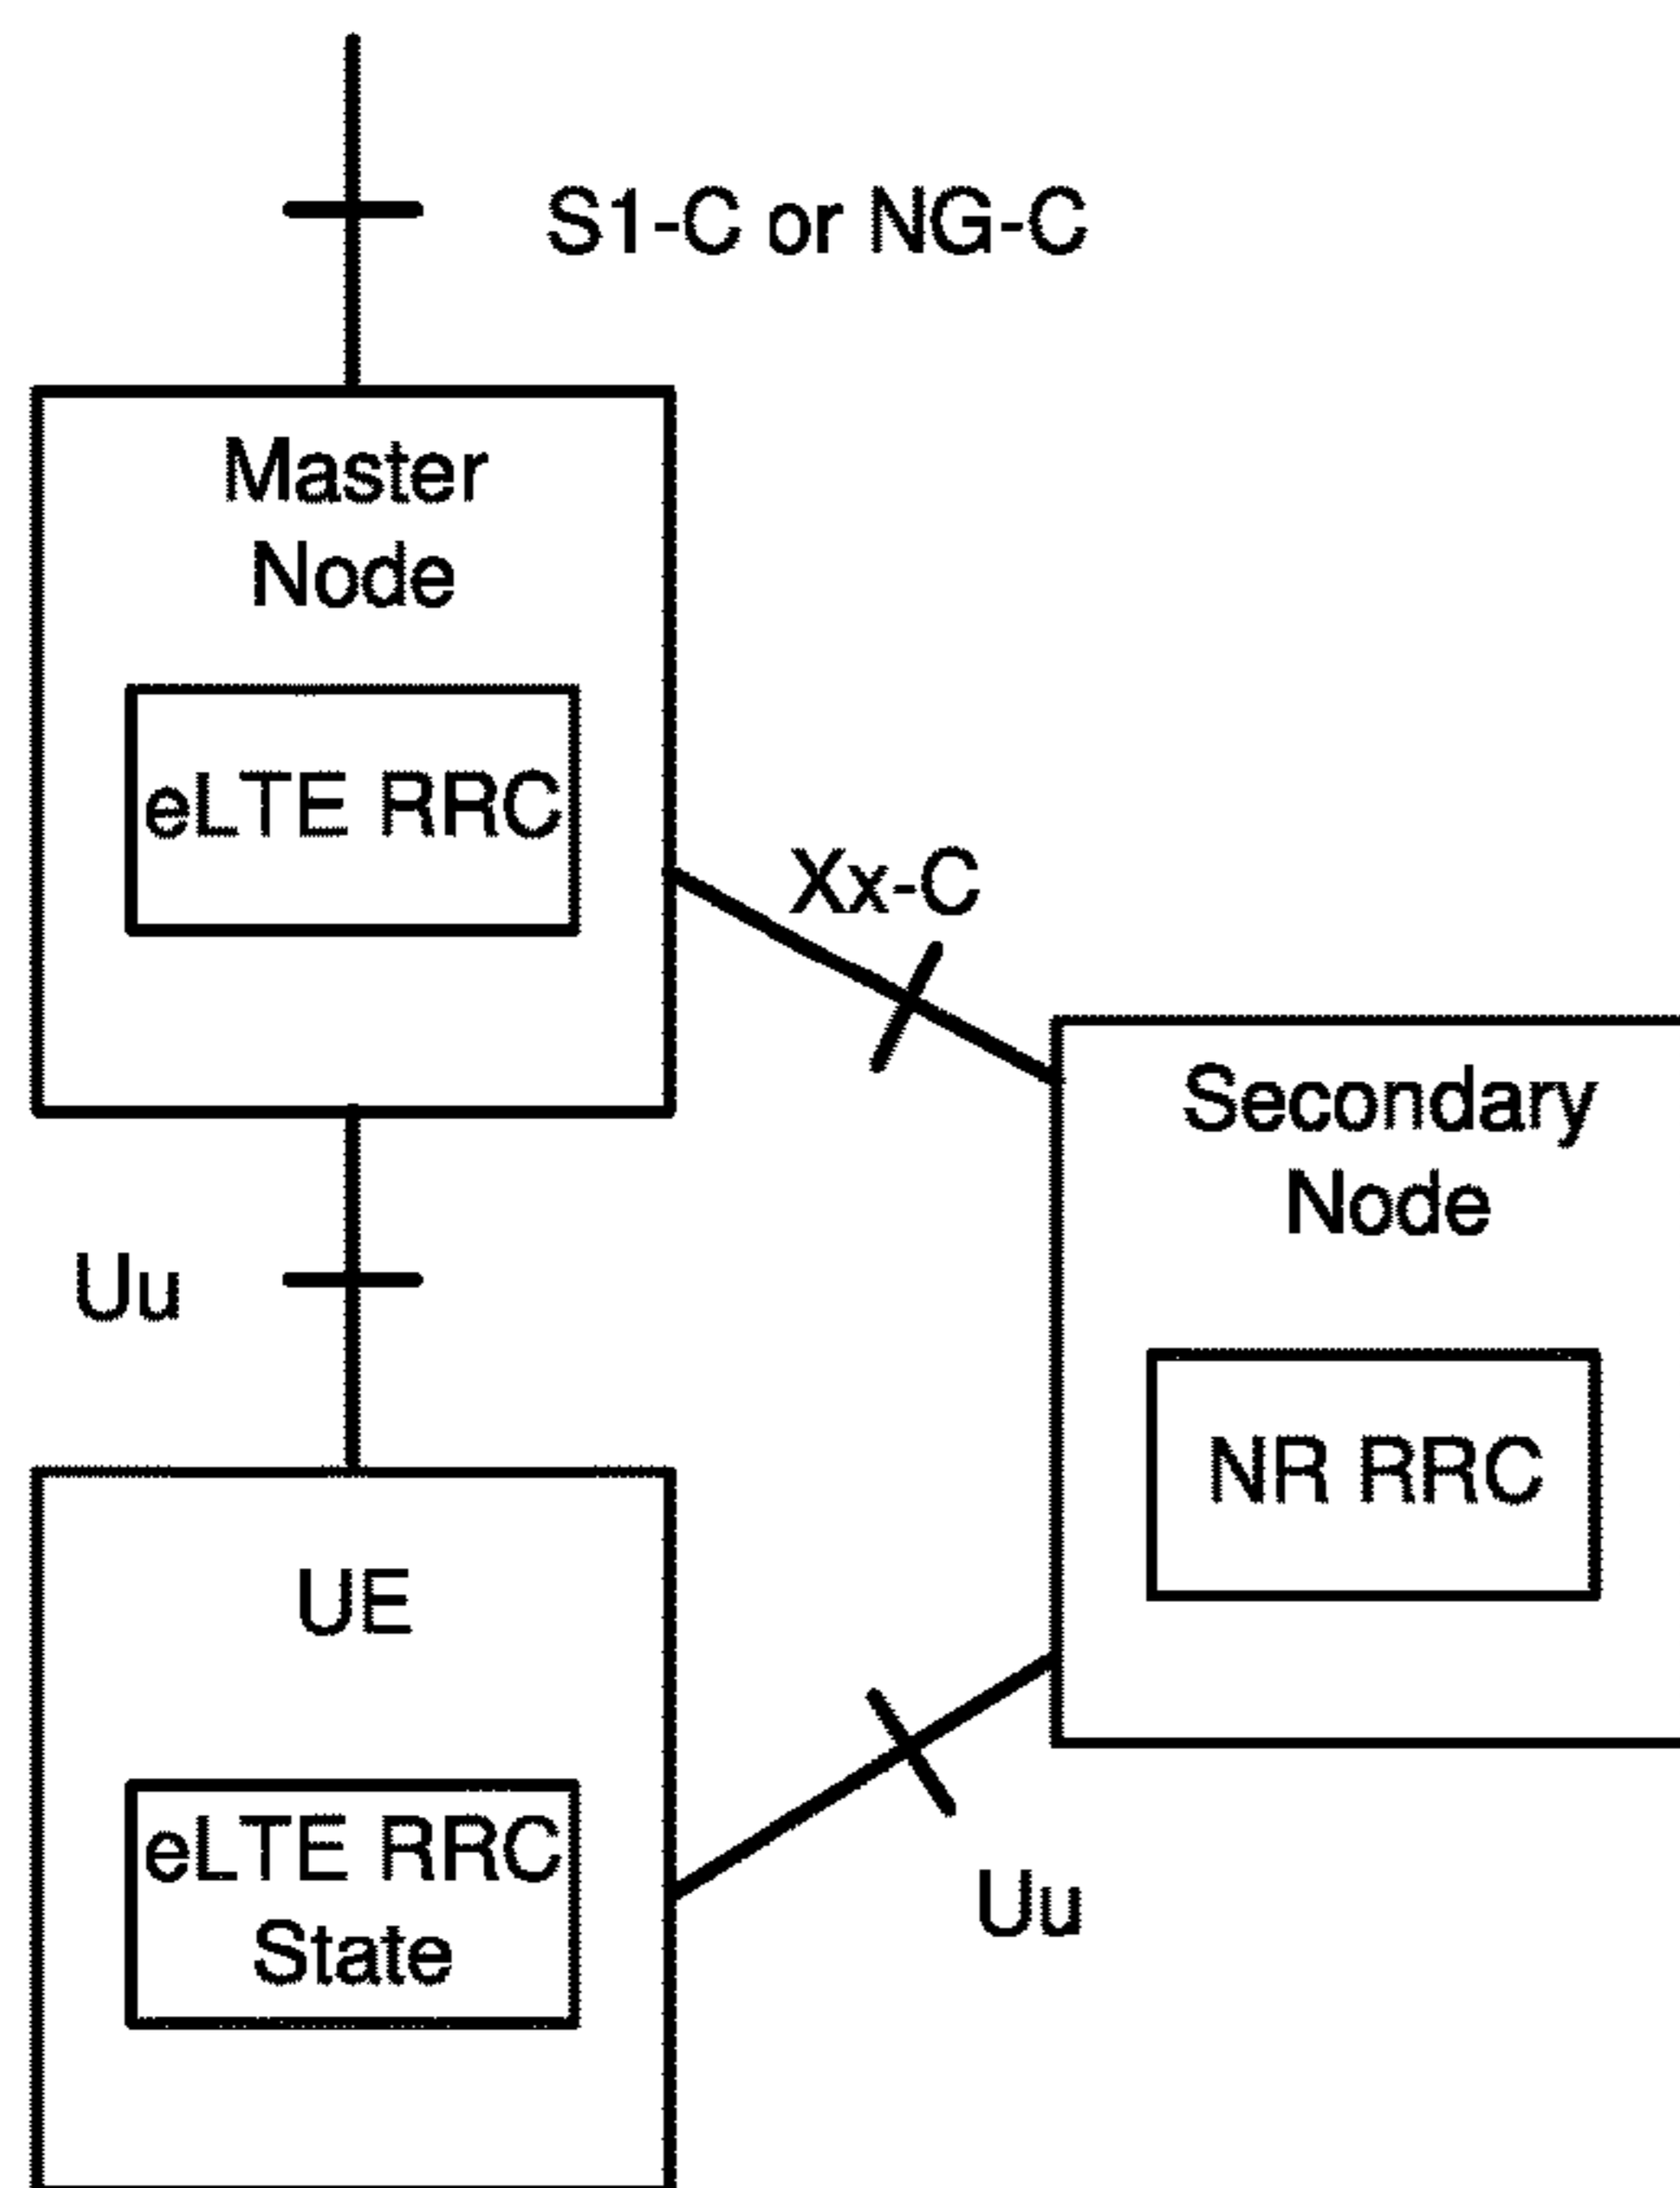 S1-C or NG-C
Master
Node
eLTE RRC
Xx-C
Secondary
Node
Uu
NR RRC
UE
eLTE RRC
State
Uu